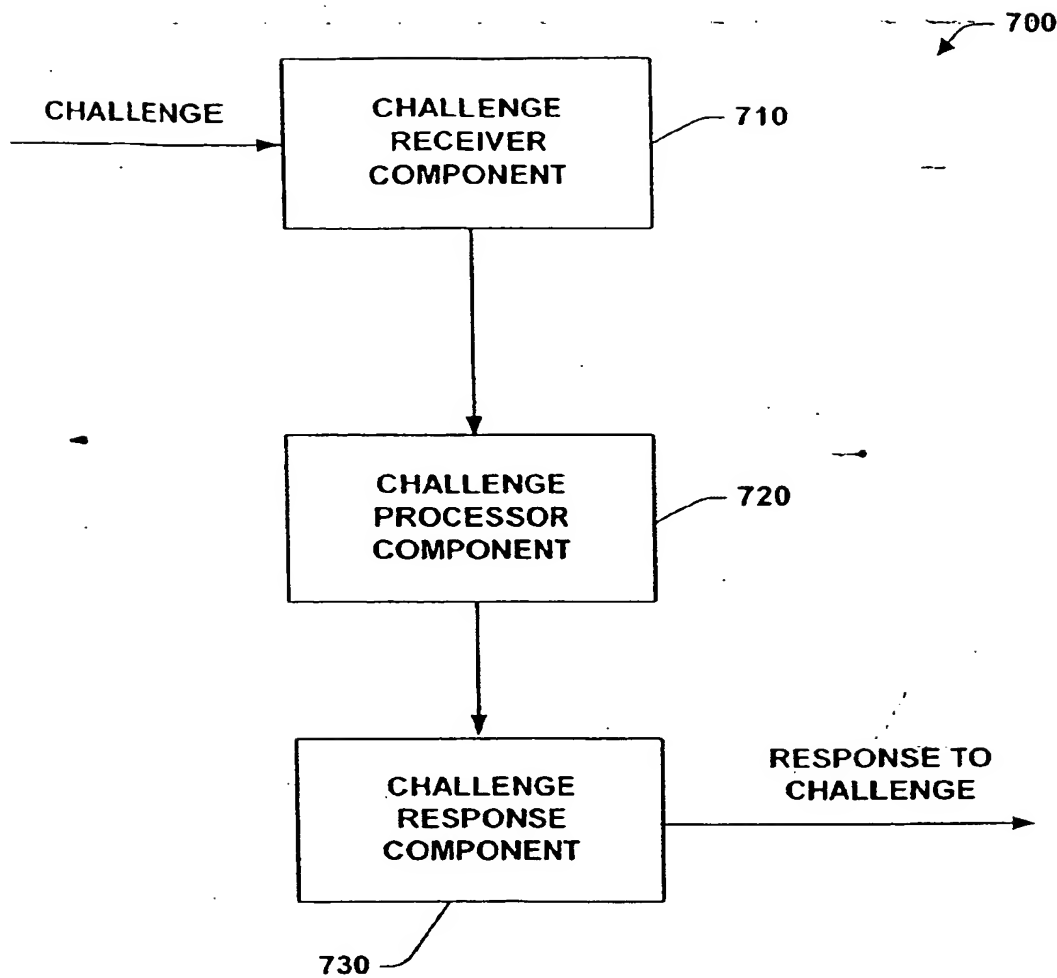 700
CHALLENGE
CHALLENGE
RECEIVER
COMPONENT
710
CHALLENGE
PROCESSOR
COMPONENT
720
CHALLENGE
RESPONSE
COMPONENT
RESPONSE TO
CHALLENGE
730